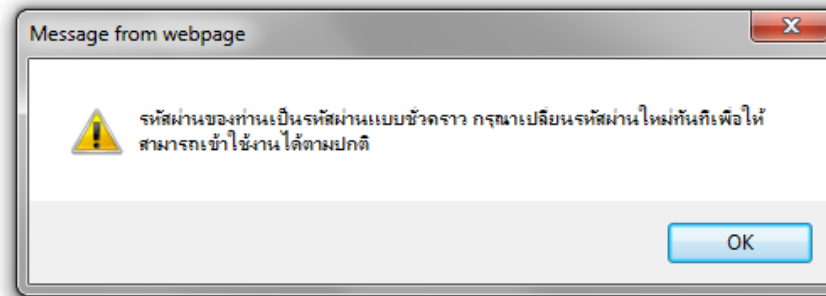 Message from webpage
รหัสผ่านของท่านเป็นรหัสผ่านแบบชั่วคราว กรุณาเปลี่ยนรหัสผ่านใหม่ทันทีเพื่อให้
สามารถเข้าใช้งานได้ตามปกติ
OK